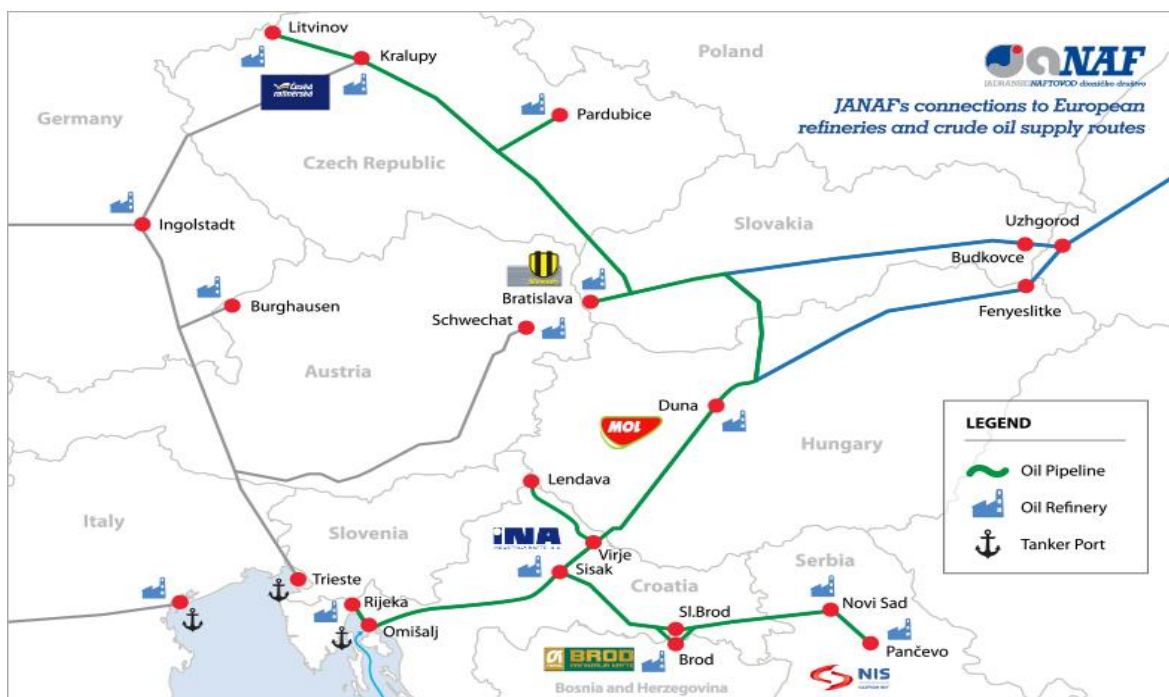 Litvinov
Poland
JANAF
JADRANSKI NAFTOVOD dioničko društvo
Kralupy
Česká
rafinérská
JANAF's connections to European
refineries and crude oil supply routes
Germany
Pardubice
Czech Republic
Ingolstadt
Slovakia
Uzhgorod
Budkovce
Burghausen
Bratislava
Fenyeslitke
Schwechat
Austria
Duna
MOL
LEGEND
Hungary
Oil Pipeline
Lendava
Oil Refinery
Italy
Slovenia
INA
Tanker Port
Virje
Serbia
Trieste
Sisak
Croatia
Rijeka
Novi Sad
Sl.Brod
Omišalj
Pančevo
BROD
Brod
NIS
Bosnia and Herzegovina